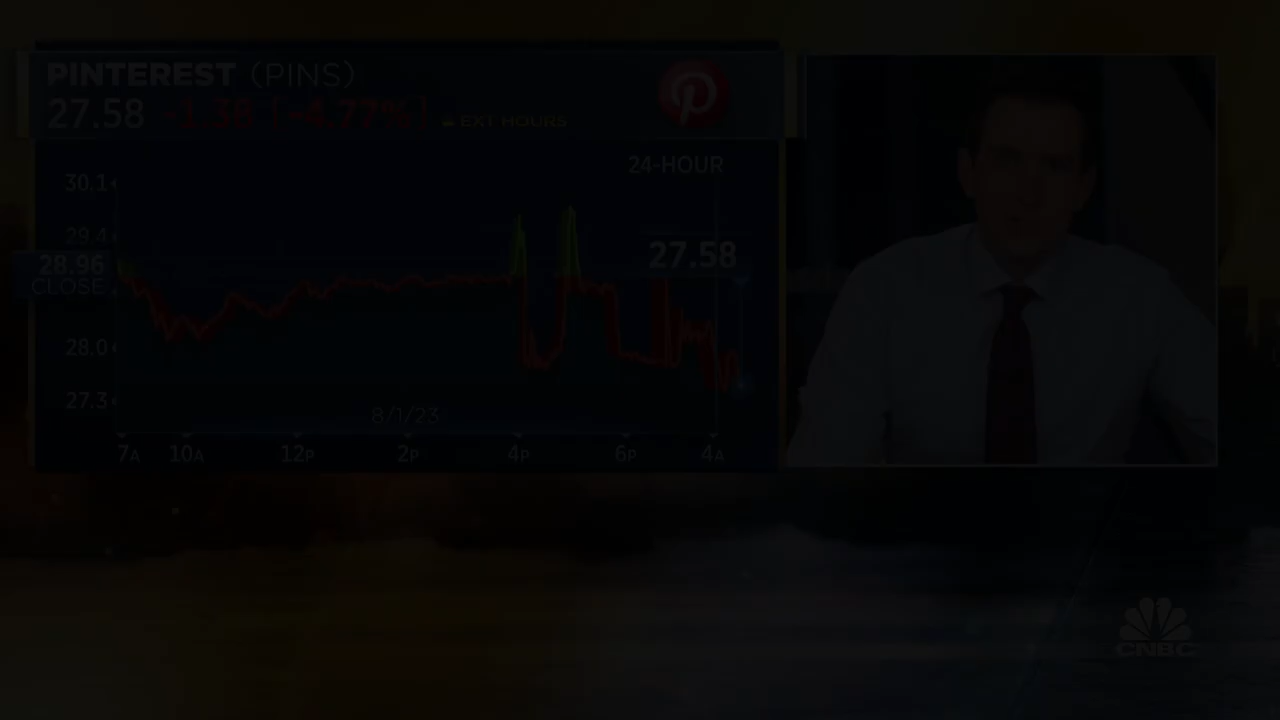 PINTEREST (PINS)
27.58 -1.38 [-4.77%] EXT HOURS
24-HOUR
30.1
29.4
28.96
CLOSE
27.58
28.0
27.3
8/1/23
7A 10A 12P 2P 4P 6P 4A
CNBC